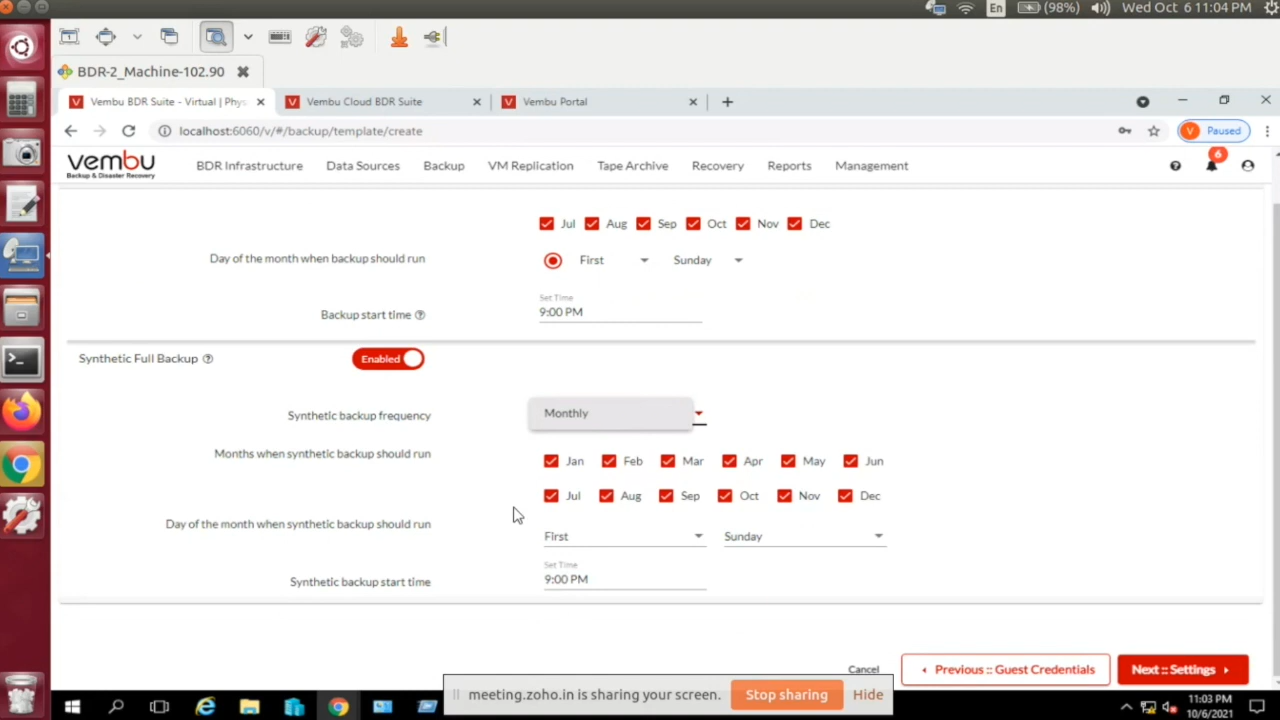 En (98%) Wed Oct 6 11:04 PM
BDR-2_Machine-102.90
Vembu BDR Suite - Virtual | Phys Vembu Cloud BDR Suite Vembu Portal
localhost:6060/v/#/backup/template/create Paused
vembu BDR Infrastructure Data Sources Backup VM Replication Tape Archive Recovery Reports Management 6
Backup & Disaster Recovery
Jul Aug Sep Oct Nov Dec
Day of the month when backup should run First Sunday
Set Time
Backup start time 9:00 PM
Synthetic Full Backup Enabled
Synthetic backup frequency Monthly
Months when synthetic backup should run Jan Feb Mar Apr May Jun
Jul Aug Sep Oct Nov Dec
Day of the month when synthetic backup should run First Sunday
Set Time
Synthetic backup start time 9:00 PM
Cancel Previous :: Guest Credentials Next :: Settings
meeting.zoho.in is sharing your screen. Stop sharing Hide
11:03 PM
10/6/2021